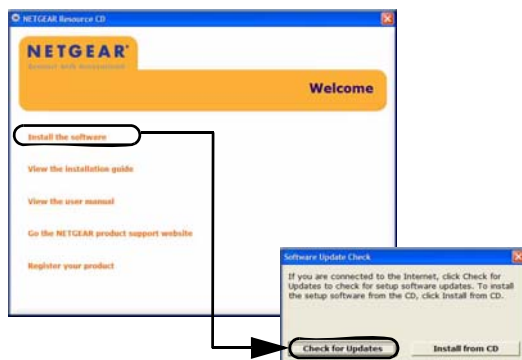 NETGEAR Resource CD
NETGEAR®
Welcome
Install the software
View the installation guide
View the user manual
Go the NETGEAR product support website
Register your product
Software Update Check
If you are connected to the Internet, click Check for
Updates to check for setup software updates. To install
the setup software from the CD, click Install from CD.
Check for Updates
Install from CD